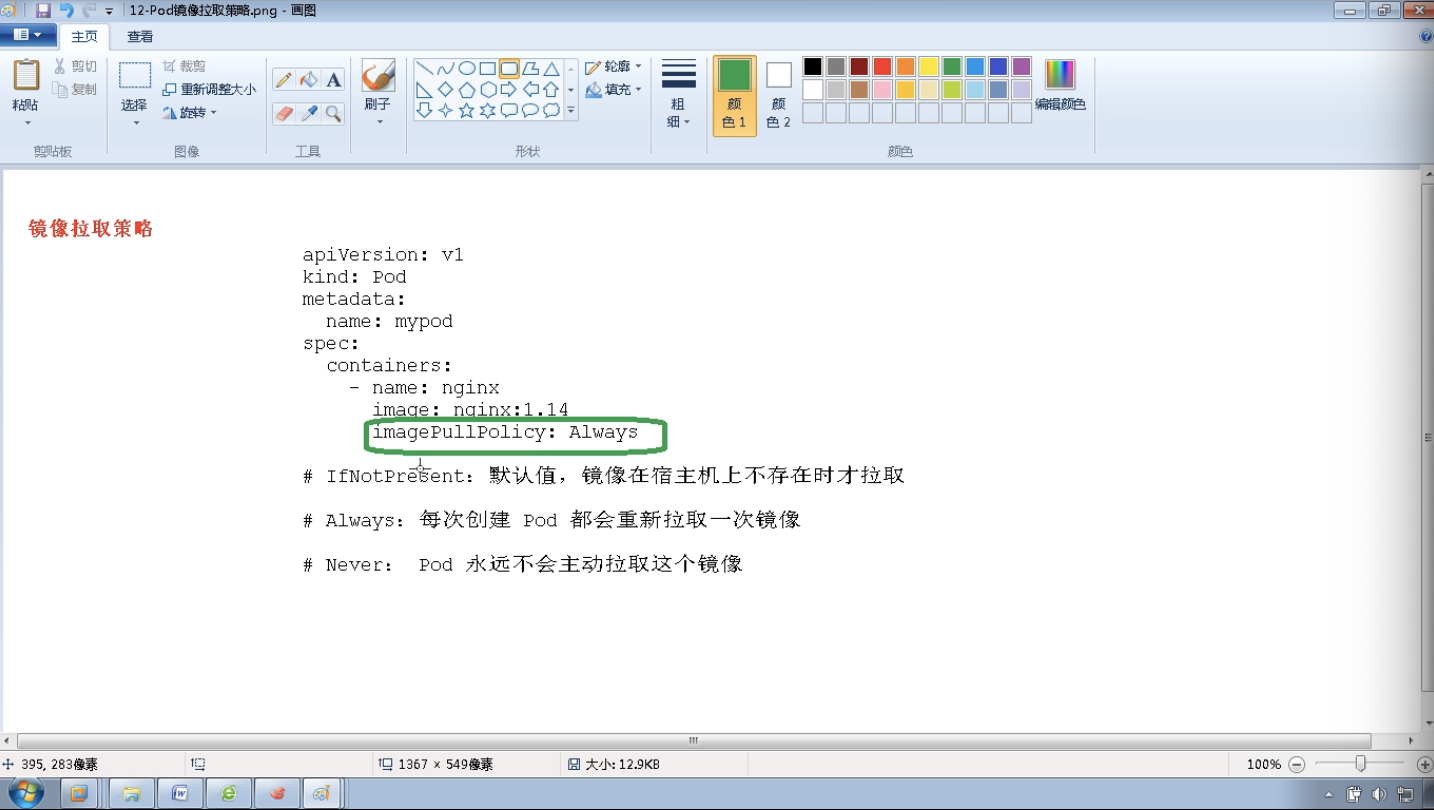 12-Pod镜像拉取策略.png - 画图
主页
查看
粘贴
剪切
复制
剪贴板
选择
裁剪
重新调整大小
旋转
图像
A
工具
刷子
轮廓
填充
形状
粗
细
颜
色 1
颜
色 2
编辑颜色
颜色
镜像拉取策略
apiVersion: v1
kind: Pod
metadata:
  name: mypod
spec:
  containers:
    - name: nginx
      image: nginx:1.14
      imagePullPolicy: Always
# IfNotPresent: 默认值，镜像在宿主机上不存在时才拉取
# Always: 每次创建 Pod 都会重新拉取一次镜像
# Never: Pod 永远不会主动拉取这个镜像
395, 283像素
1367 × 549像素
大小: 12.9KB
100%